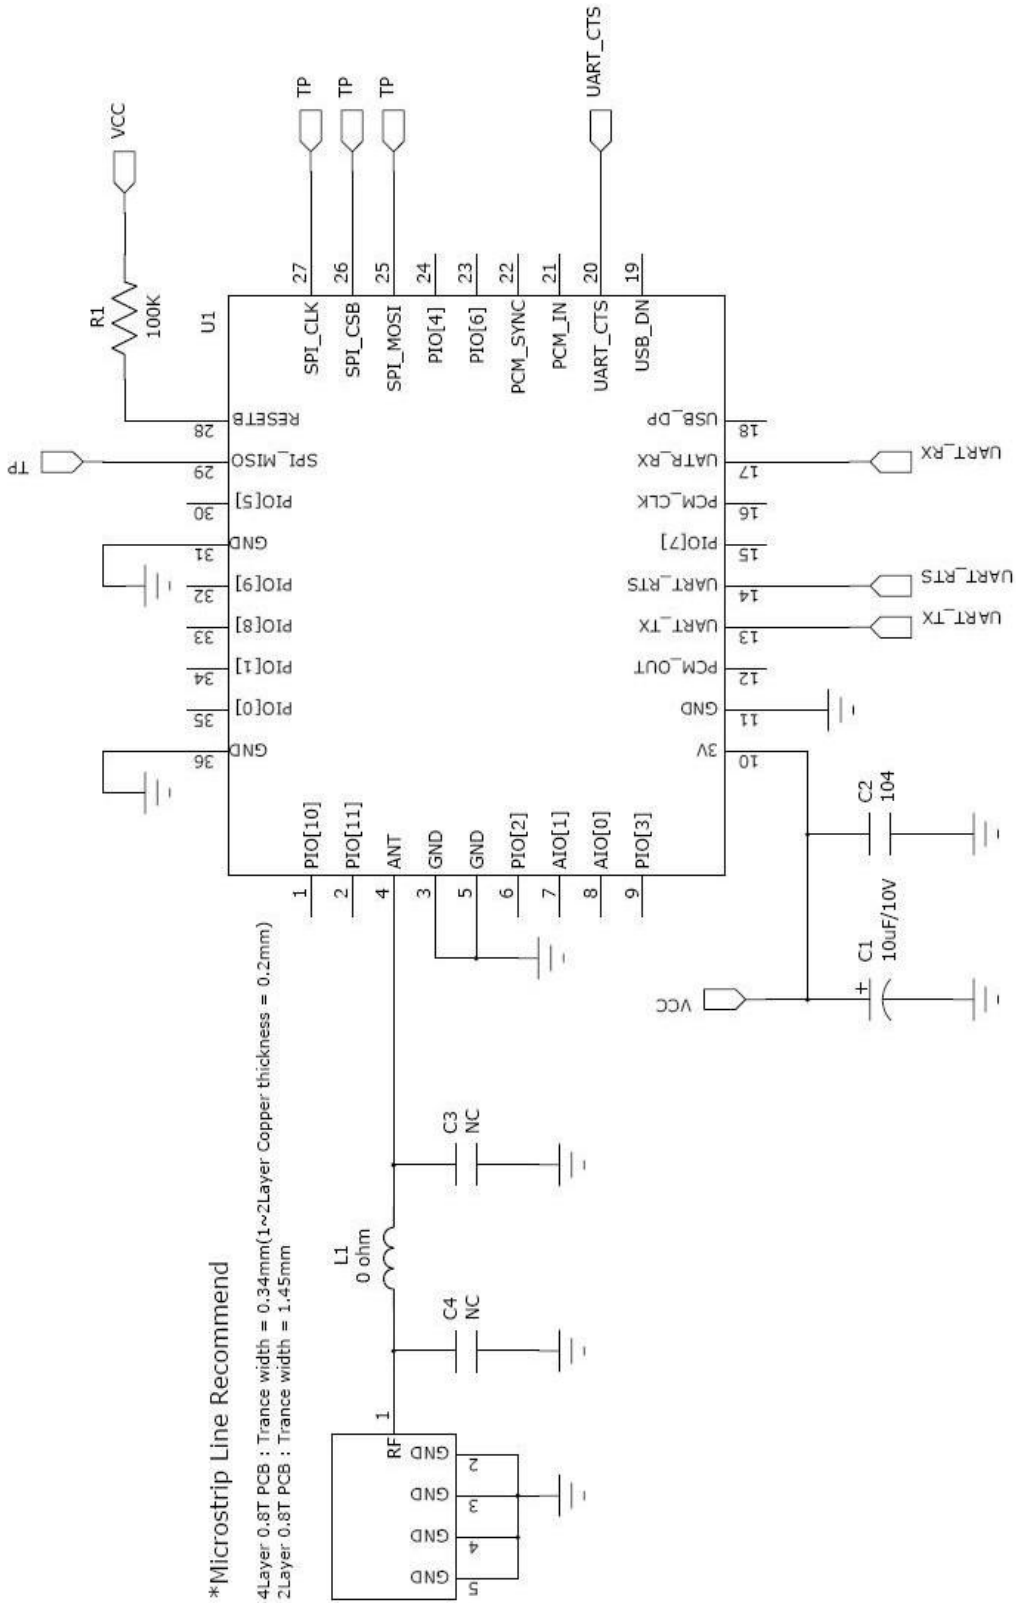 *Microstrip Line Recommend
4Layer 0.8T PCB : Trance width = 0.34mm(1~2Layer Copper thickness = 0.2mm)
2Layer 0.8T PCB : Trance width = 1.45mm
VCC
R1
100K
U1
TP
TP
TP
UART_CTS
27
26
25
24
23
22
21
20
19
SPI_CLK
SPI_CSB
SPI_MOSI
PIO[4]
PIO[6]
PCM_SYNC
PCM_IN
UART_CTS
USB_DN
TP
28 RESETB
29 SPI_MISO
30 PIO[5]
31 GND
32 PIO[9]
33 PIO[8]
34 PIO[1]
35 PIO[0]
36 GND
USB_DP 18
UATR_RX 17
UART_RX
PCM_CLK 16
PIO[7] 15
UART_RTS 14
UART_RTS
UART_TX 13
UART_TX
PCM_OUT 12
GND 11
3V 10
PIO[10]
PIO[11]
ANT
GND
GND
PIO[2]
AIO[1]
AIO[0]
PIO[3]
1
2
4
3
5
6
7
8
9
VCC
+
C1
10uF/10V
C2
104
C3
NC
L1
0 ohm
C4
NC
1
RF
GND 2
GND 3
GND 4
GND 5